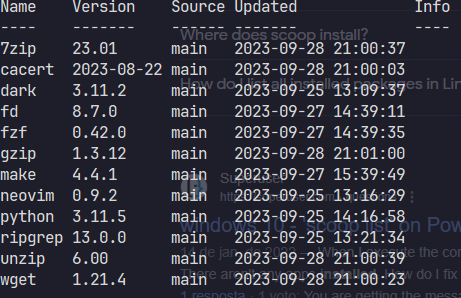 Name Version Source Updated Info
---- ------- ------ ------- ----
7zip 23.01 main 2023-09-28 21:00:37
cacert 2023-08-22 main 2023-09-28 21:00:03
dark 3.11.2 main 2023-09-25 13:09:37
fd 8.7.0 main 2023-09-27 14:39:11
fzf 0.42.0 main 2023-09-27 14:39:35
gzip 1.3.12 main 2023-09-28 21:01:00
make 4.4.1 main 2023-09-27 15:39:49
neovim 0.9.2 main 2023-09-25 13:16:29
python 3.11.5 main 2023-09-25 14:16:58
ripgrep 13.0.0 main 2023-09-25 13:21:34
unzip 6.00 main 2023-09-28 21:00:39
wget 1.21.4 main 2023-09-28 21:00:23
Where does scoop install?
How do I list all installed packages in Lin
windows 10 - scoop list on Pow